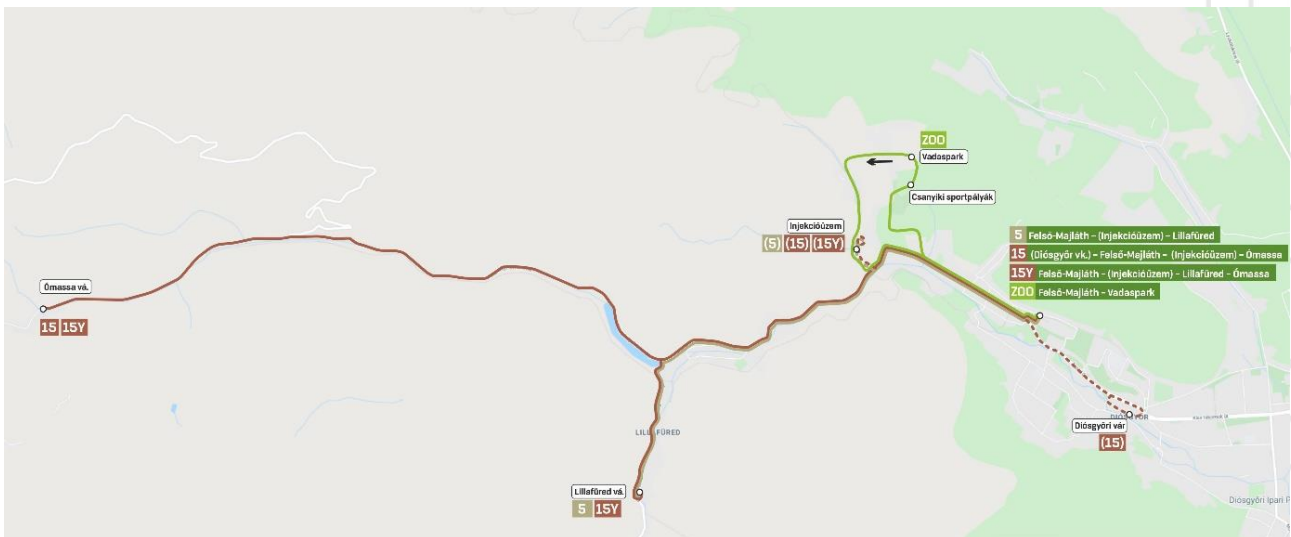 ZOO
Vadaspark
Csanyiki sportpályák
Injekcióüzem
(5) (15) (15Y)
5 Felső-Majláth - (Injekcióüzem) - Lillafüred
15 (Diósgyőr vk.) - Felső-Majláth - (Injekcióüzem) - Ómassa
15Y Felső-Majláth - (Injekcióüzem) - Lillafüred - Ómassa
ZOO Felső-Majláth - Vadaspark
Ómassa vá.
15 15Y
DIÓSGYŐR
Diósgyőri vár
(15)
LILLAFÜRED
Lillafüred vá.
5 15Y
Diósgyőri Ipari P